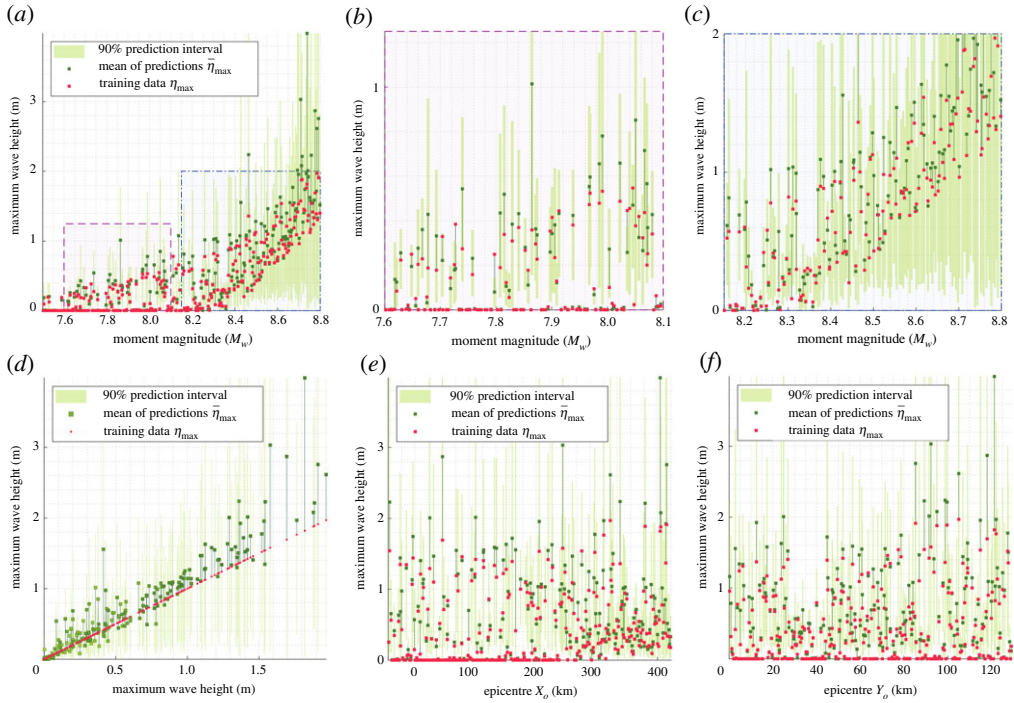 (a)
90% prediction interval
mean of predictions η̅max
training data ηmax
maximum wave height (m)
3
2
1
0
7.6 7.8 8.0 8.2 8.4 8.6 8.8
moment magnitude (Mw)
(b)
maximum wave height (m)
1
0
7.6 7.7 7.8 7.9 8.0 8.1
moment magnitude (Mw)
(c)
maximum wave height (m)
2
1
0
8.2 8.3 8.4 8.5 8.6 8.7 8.8
moment magnitude (Mw)
(d)
90% prediction interval
mean of predictions η̅max
training data ηmax
maximum wave height (m)
3
2
1
0 0.5 1.0 1.5
maximum wave height (m)
(e)
90% prediction interval
mean of predictions η̅max
training data ηmax
maximum wave height (m)
3
2
1
0
0 100 200 300 400
epicentre Xo (km)
(f)
90% prediction interval
mean of predictions η̅max
training data ηmax
maximum wave height (m)
3
2
1
0
0 20 40 60 80 100 120
epicentre Yo (km)